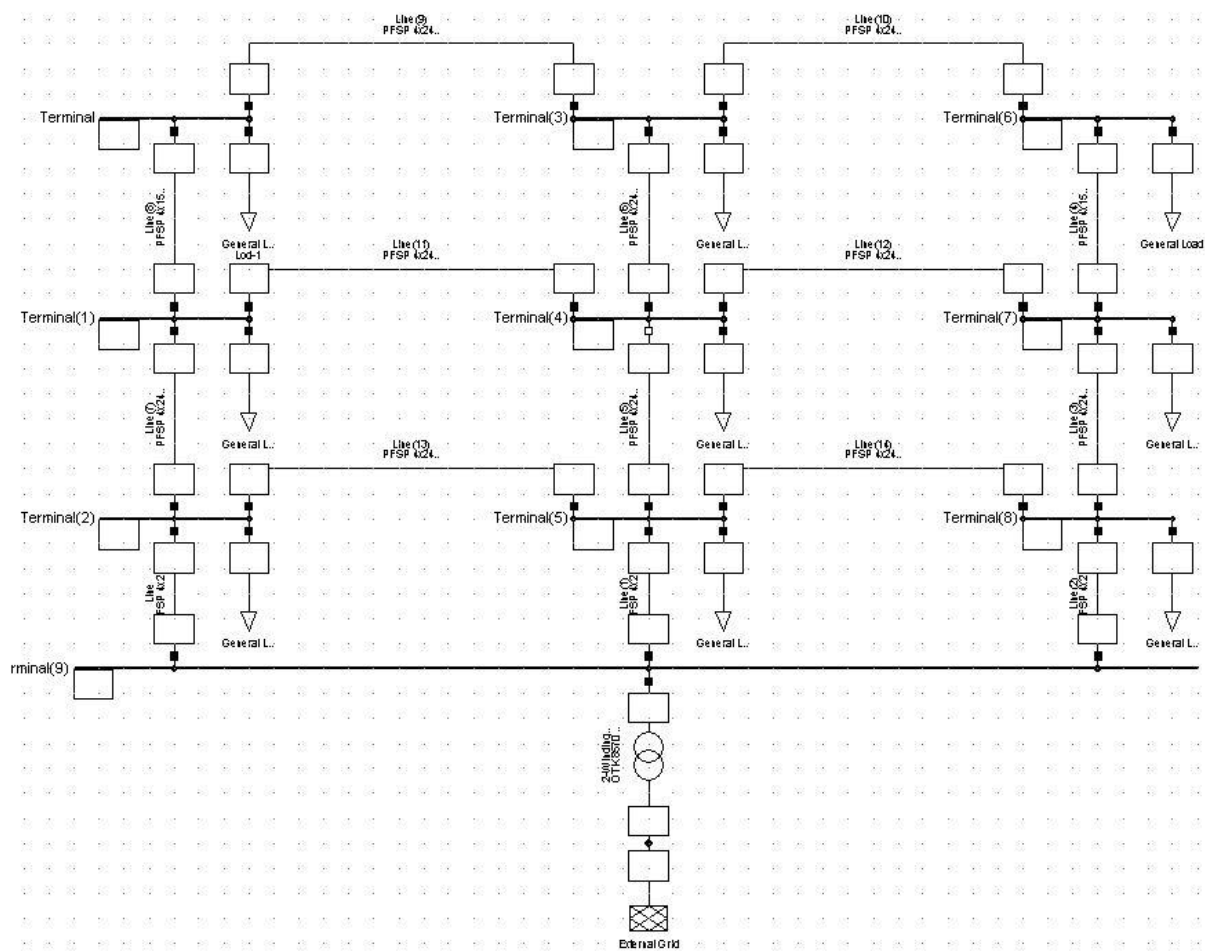 Line(9)
PFSP 4x24..
Line(10)
PFSP 4x24..
Terminal
Terminal(3)
Terminal(6)
Line(8)
PFSP 4x15..
Line(6)
PFSP 4x24..
Line(4)
PFSP 4x15..
General L..
Lod-1
General L..
General Load
Line(11)
PFSP 4x24..
Line(12)
PFSP 4x24..
Terminal(1)
Terminal(4)
Terminal(7)
Line(7)
PFSP 4x24..
Line(5)
PFSP 4x24..
Line(3)
PFSP 4x24..
General L..
General L..
General L..
Line(13)
PFSP 4x24..
Line(14)
PFSP 4x24..
Terminal(2)
Terminal(5)
Terminal(8)
Line
PFSP 4x2
Line(1)
PFSP 4x2
Line(2)
PFSP 4x2
General L..
General L..
General L..
rminal(9)
2-Winding..
External Grid